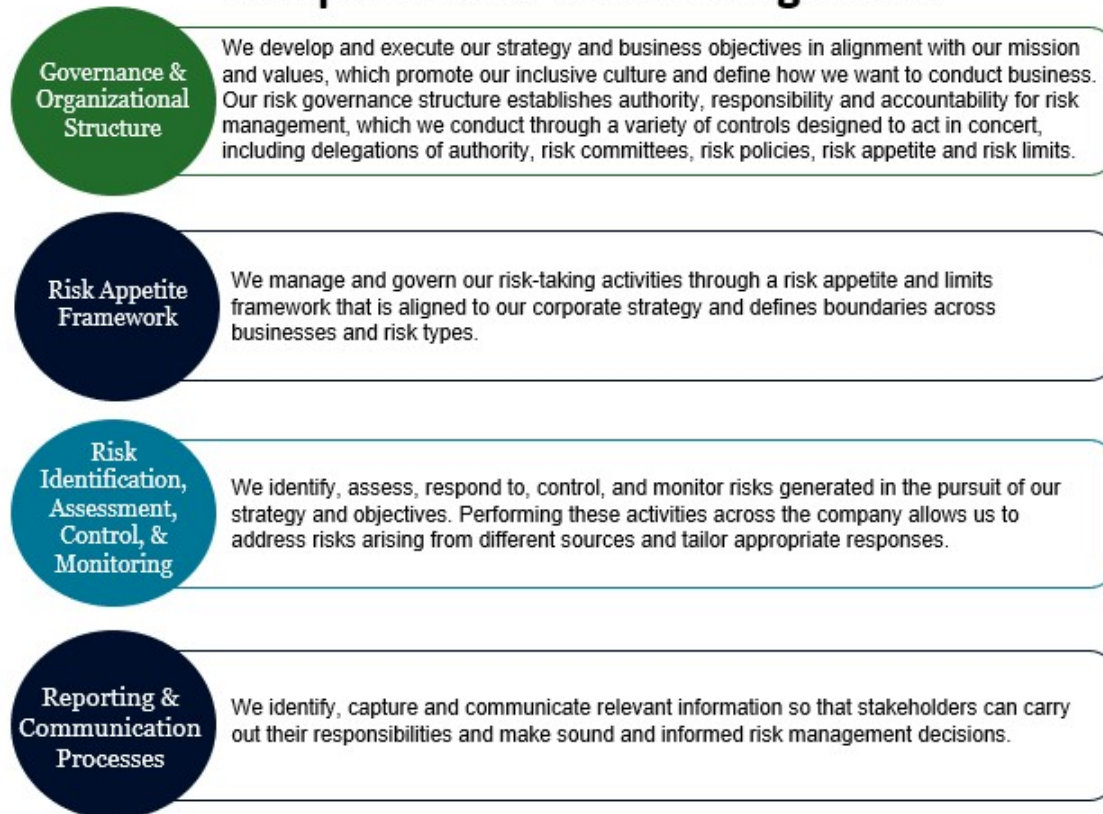 Governance &
Organizational
Structure
We develop and execute our strategy and business objectives in alignment with our mission
and values, which promote our inclusive culture and define how we want to conduct business.
Our risk governance structure establishes authority, responsibility and accountability for risk
management, which we conduct through a variety of controls designed to act in concert,
including delegations of authority, risk committees, risk policies, risk appetite and risk limits.
Risk Appetite
Framework
We manage and govern our risk-taking activities through a risk appetite and limits
framework that is aligned to our corporate strategy and defines boundaries across
businesses and risk types.
Risk
Identification,
Assessment,
Control, &
Monitoring
We identify, assess, respond to, control, and monitor risks generated in the pursuit of our
strategy and objectives. Performing these activities across the company allows us to
address risks arising from different sources and tailor appropriate responses.
Reporting &
Communication
Processes
We identify, capture and communicate relevant information so that stakeholders can carry
out their responsibilities and make sound and informed risk management decisions.